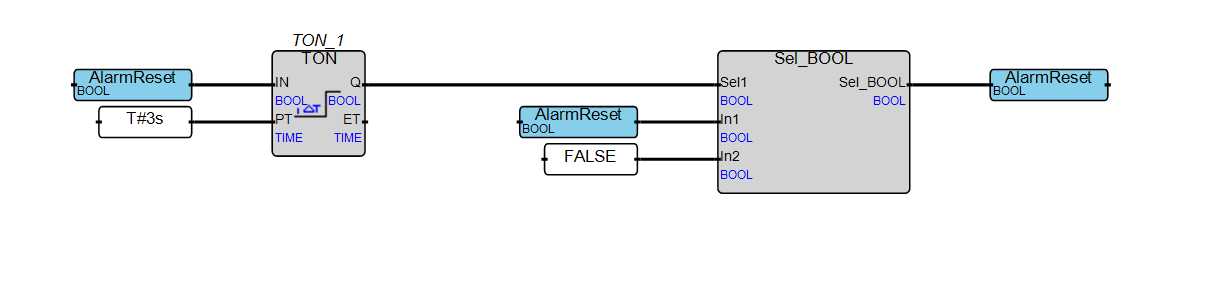 TON_1
TON
AlarmReset
BOOL
T#3s
IN
BOOL
PT
TIME
Q
BOOL
ET
TIME
AlarmReset
BOOL
FALSE
Sel_BOOL
Sel1
BOOL
In1
BOOL
In2
BOOL
Sel_BOOL
BOOL
AlarmReset
BOOL